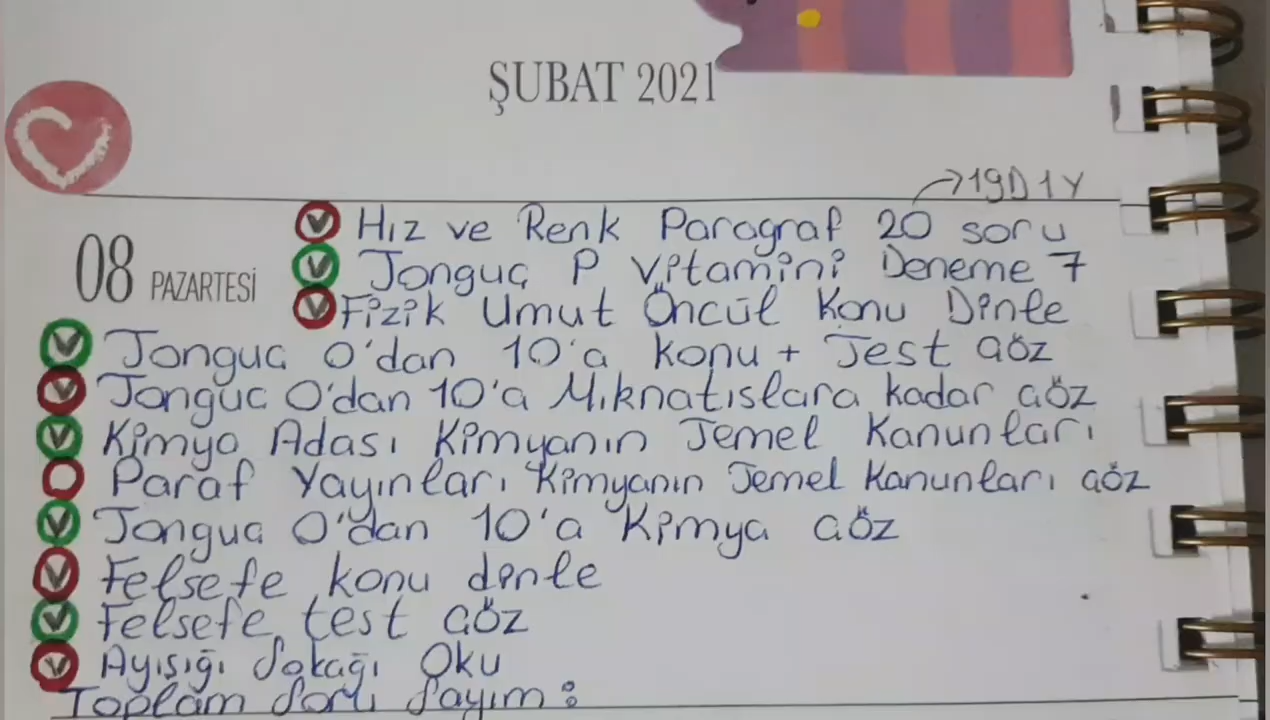 ŞUBAT 2021
→19D 1Y
Hız ve Renk Paragraf 20 soru
08 PAZARTESİ
Tonguç P Vitamini Deneme 7
Fizik Umut Öncül Konu Dinle
Tonguç 0'dan 10'a konu + Test Çöz
Tonguç 0'dan 10'a Mıknatıslara kadar Çöz
Kimya Adası Kimyanın Temel Kanunları
Paraf Yayınları Kimyanın Temel Kanunları Çöz
Tonguç 0'dan 10'a Kimya Çöz
Felsefe konu dinle
Felsefe test Çöz
Ayışığı Sokağı Oku
Toplam Soru Sayım :